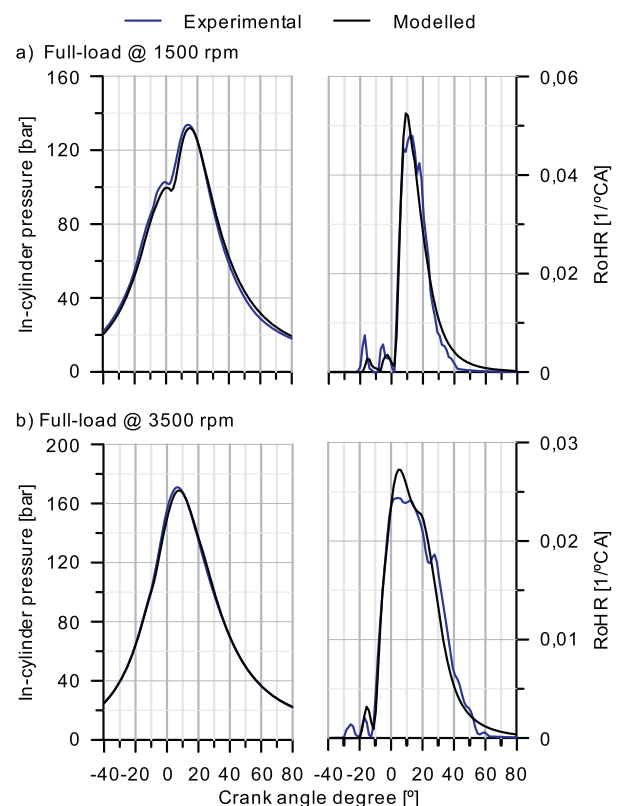 Experimental Modelled
a) Full-load @ 1500 rpm
160
120
80
40
0
In-cylinder pressure [bar]
0,06
0,04
0,02
0
RoHR [1/ºCA]
b) Full-load @ 3500 rpm
200
160
120
80
40
0
In-cylinder pressure [bar]
0,03
0,02
0,01
0
RoHR [1/ºCA]
-40 -20 0 20 40 60 80 -40 -20 0 20 40 60 80
Crank angle degree [º]